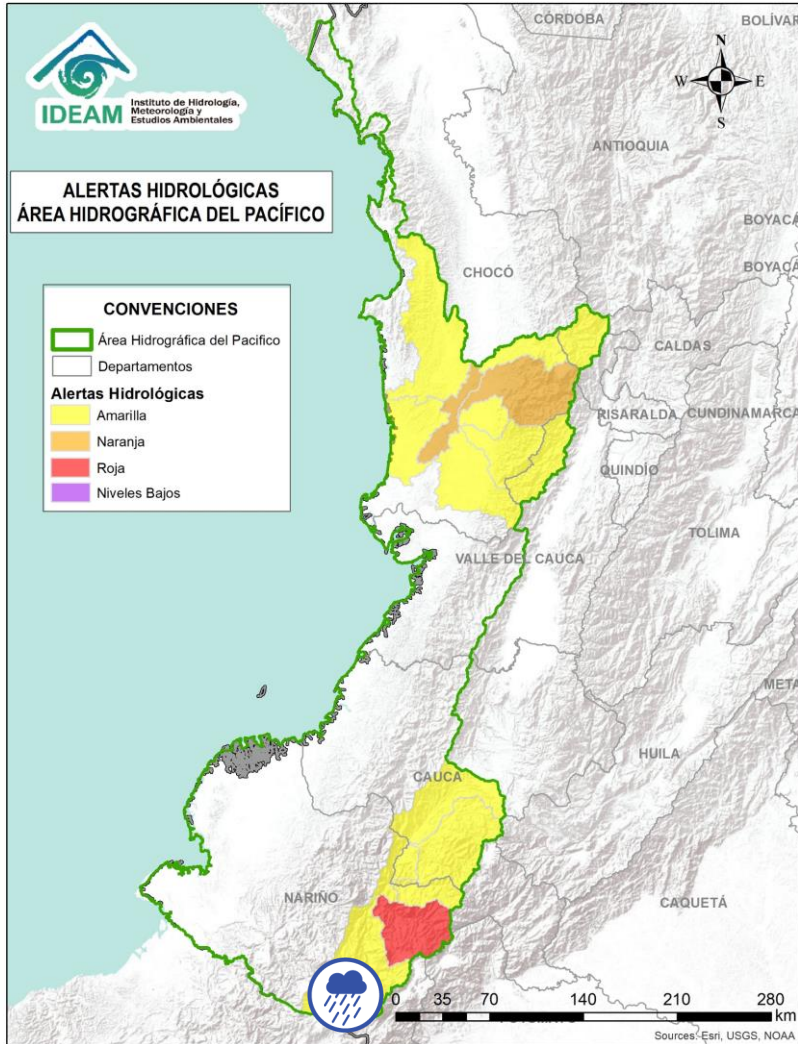 CÓRDOBA
BOLÍVAR
IDEAM
Instituto de Hidrología,
Meteorología y
Estudios Ambientales
N
W
E
S
ANTIOQUIA
ALERTAS HIDROLÓGICAS
ÁREA HIDROGRÁFICA DEL PACÍFICO
BOYACÁ
BOYACÁ
CHOCÓ
CONVENCIONES
Área Hidrográfica del Pacífico
Departamentos
Alertas Hidrológicas
Amarilla
Naranja
Roja
Niveles Bajos
CALDAS
RISARALDA
CUNDINAMARCA
QUINDÍO
TOLIMA
VALLE DEL CAUCA
META
HUILA
CAUCA
NARIÑO
CAQUETÁ
0 35 70 140 210 280
km
Sources: Esri, USGS, NOAA